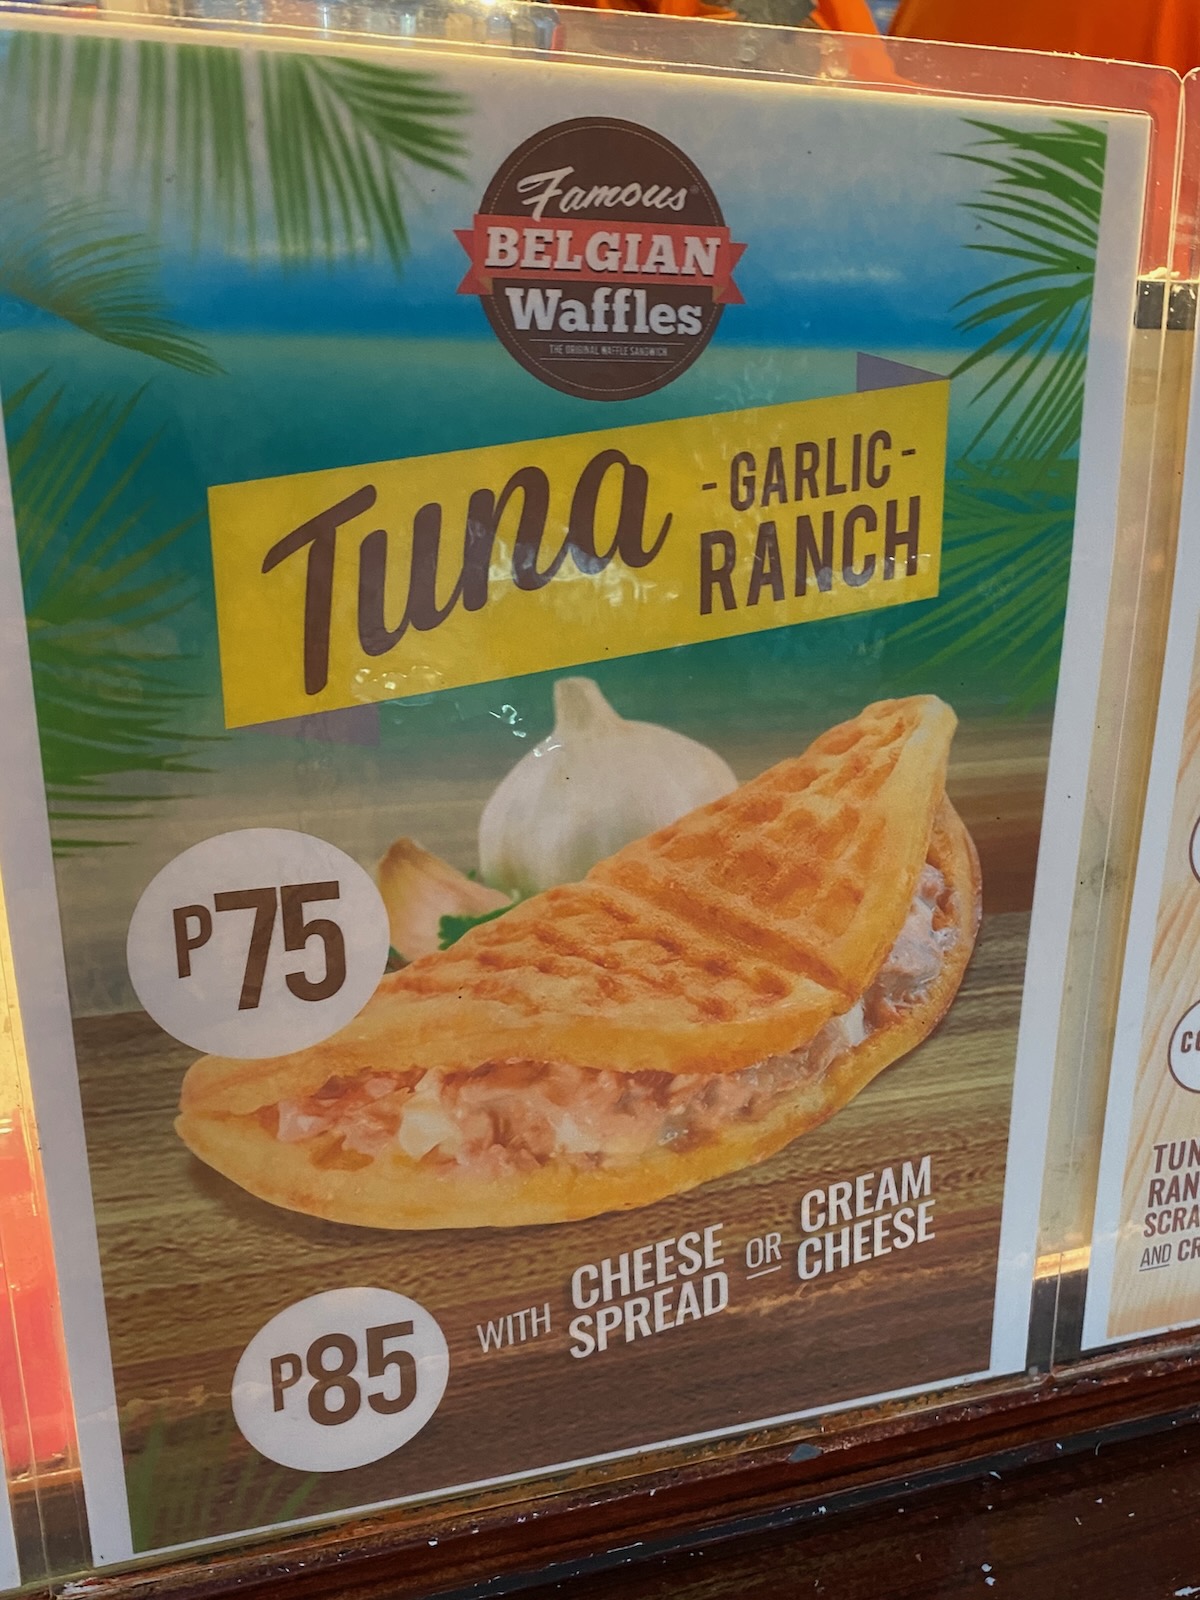 Famous
BELGIAN
Waffles
THE ORIGINAL WAFFLE SANDWICH
Tuna
- GARLIC -
RANCH
P75
P85
WITH CHEESE SPREAD OR CREAM CHEESE
TUN
RAN
SCRA
AND CR